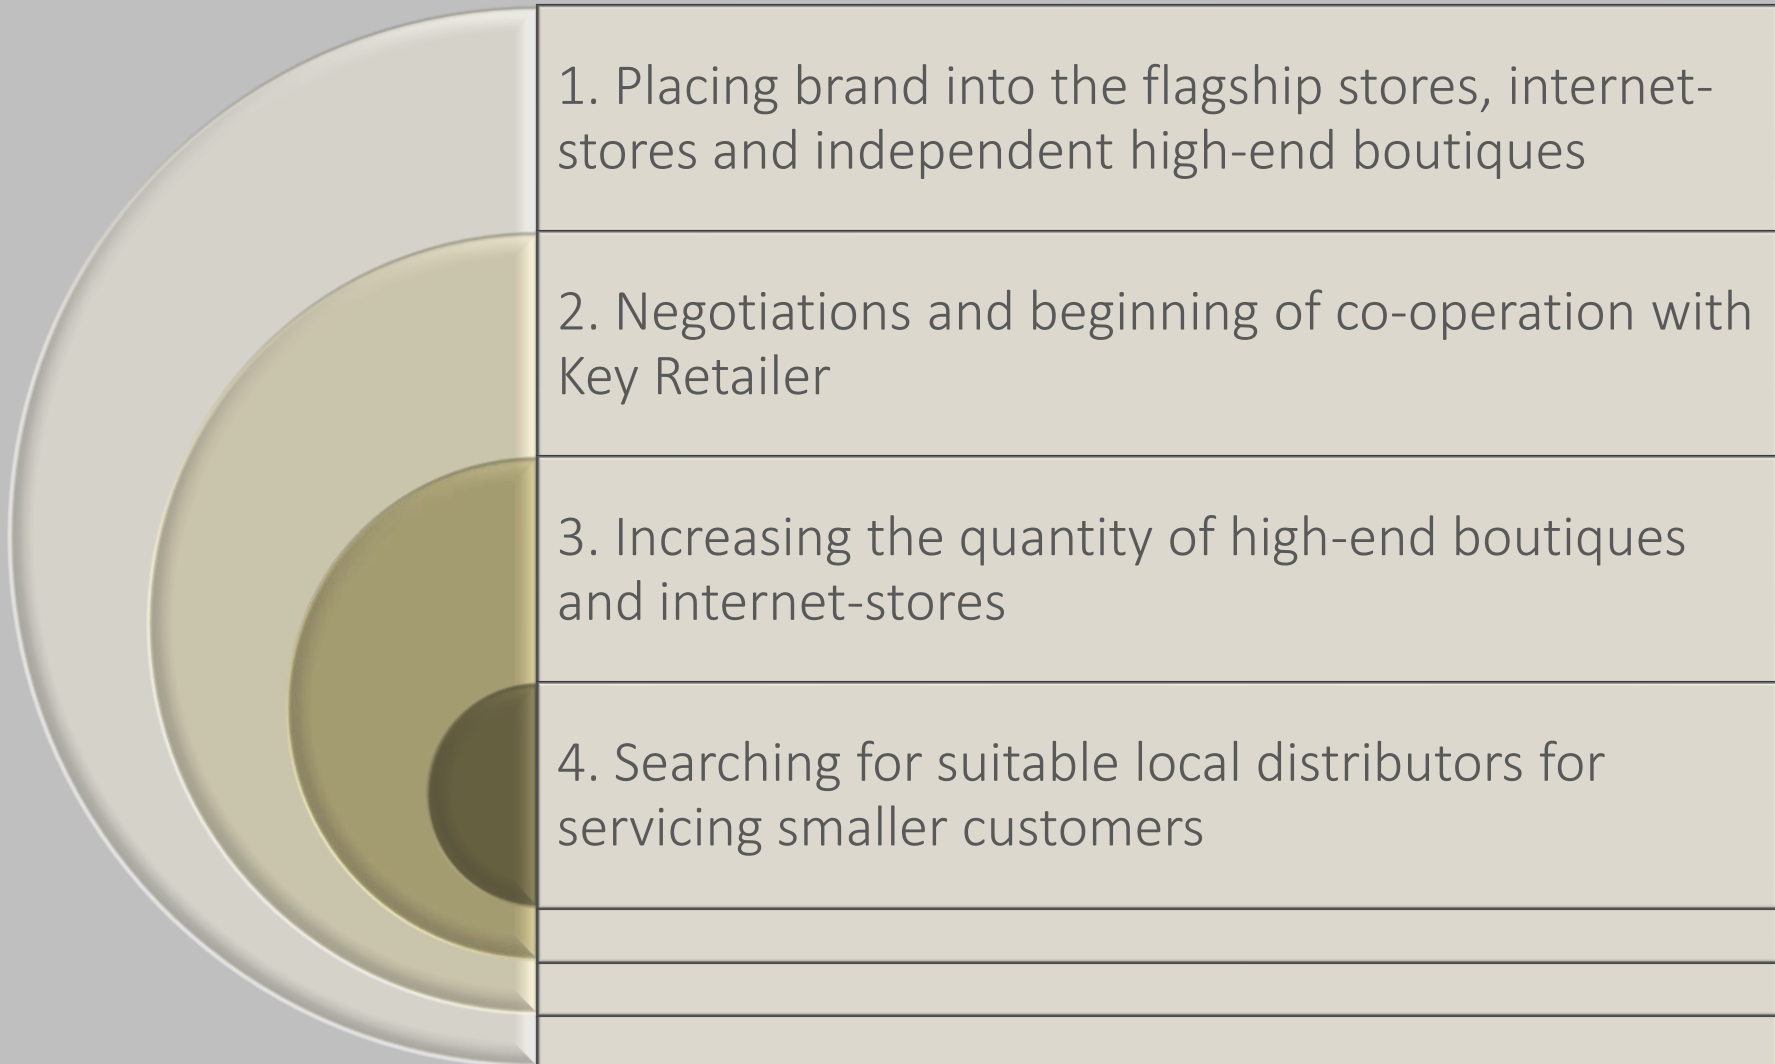 1. Placing brand into the flagship stores, internet-
stores and independent high-end boutiques
2. Negotiations and beginning of co-operation with
Key Retailer
3. Increasing the quantity of high-end boutiques
and internet-stores
4. Searching for suitable local distributors for
servicing smaller customers